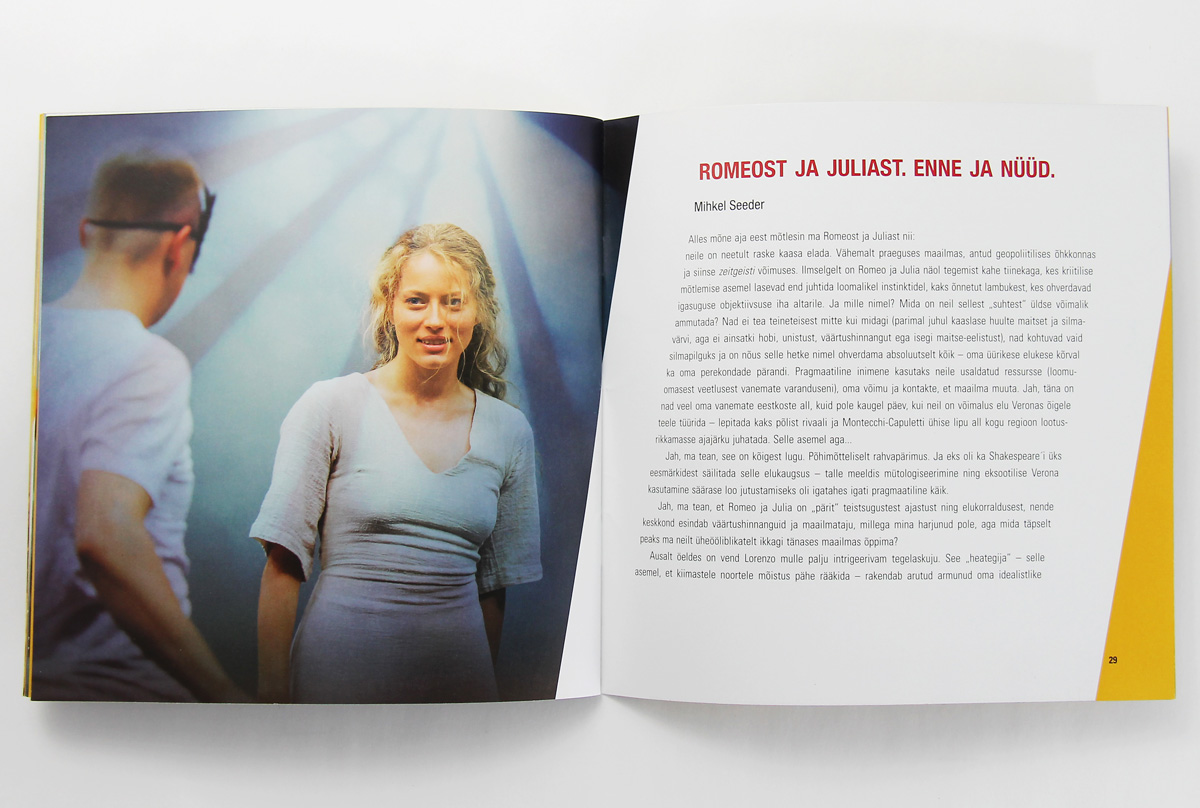 ROMEOST JA JULIAST. ENNE JA NÜÜD.
Mihkel Seeder
Alles mõne aja eest mõtlesin ma Romeost ja Juliast nii:
neile on neetult raske kaasa elada. Vähemalt praeguses maailmas, antud geopoliitilises õhkkonnas
ja siinse zeitgeisti võimuses. Ilmselgelt on Romeo ja Julia näol tegemist kahe tiinekaga, kes kriitilise
mõtlemise asemel lasevad end juhtida loomalikel instinktidel, kaks õnnetut lambukest, kes ohverdavad
igasuguse objektiivsuse iha altarile. Ja mille nimel? Mida on neil sellest „suhtest" üldse võimalik
ammutada? Nad ei tea teineteisest mitte kui midagi (parimal juhul kaaslase huulte maitset ja silma-
värvi, aga ei ainsatki hobi, unistust, väärtushinnangut ega isegi maitse-eelistust), nad kohtuvad vaid
silmapilguks ja on nõus selle hetke nimel ohverdama absoluutselt kõik – oma üürikese elukese kõrval
ka oma perekondade pärandi. Pragmaatiline inimene kasutaks neile usaldatud ressursse (loomu-
omasest veetlusest vanemate varanduseni), oma võimu ja kontakte, et maailma muuta. Jah, täna on
nad veel oma vanemate eestkoste all, kuid pole kaugel päev, kui neil on võimalus elu Veronas õigele
teele tüürida – lepitada kaks põlist rivaali ja Montecchi-Capuletti ühise lipu all kogu regioon lootus-
rikkamasse ajajärku juhatada. Selle asemel aga...
Jah, ma tean, see on kõigest lugu. Põhimõtteliselt rahvapärimus. Ja eks oli ka Shakespeare´i üks
eesmärkidest säilitada selle elukaugsus – talle meeldis mütologiseerimine ning eksootilise Verona
kasutamine säärase loo jutustamiseks oli igatahes igati pragmaatiline käik.
Jah, ma tean, et Romeo ja Julia on „pärit" teistsugustest ajastust ning elukorraldusest, nende
keskkond esindab väärtushinnanguid ja maailmataju, millega mina harjunud pole, aga mida täpselt
peaks ma neilt üheööliblikatelt ikkagi tänases maailmas õppima?
Ausalt öeldes on vend Lorenzo mulle palju intrigeerivam tegelaskuju. See „heategija" – selle
asemel, et kiimastele noortele mõistus pähe rääkida – rakendab arutud armunud oma idealistlike
29